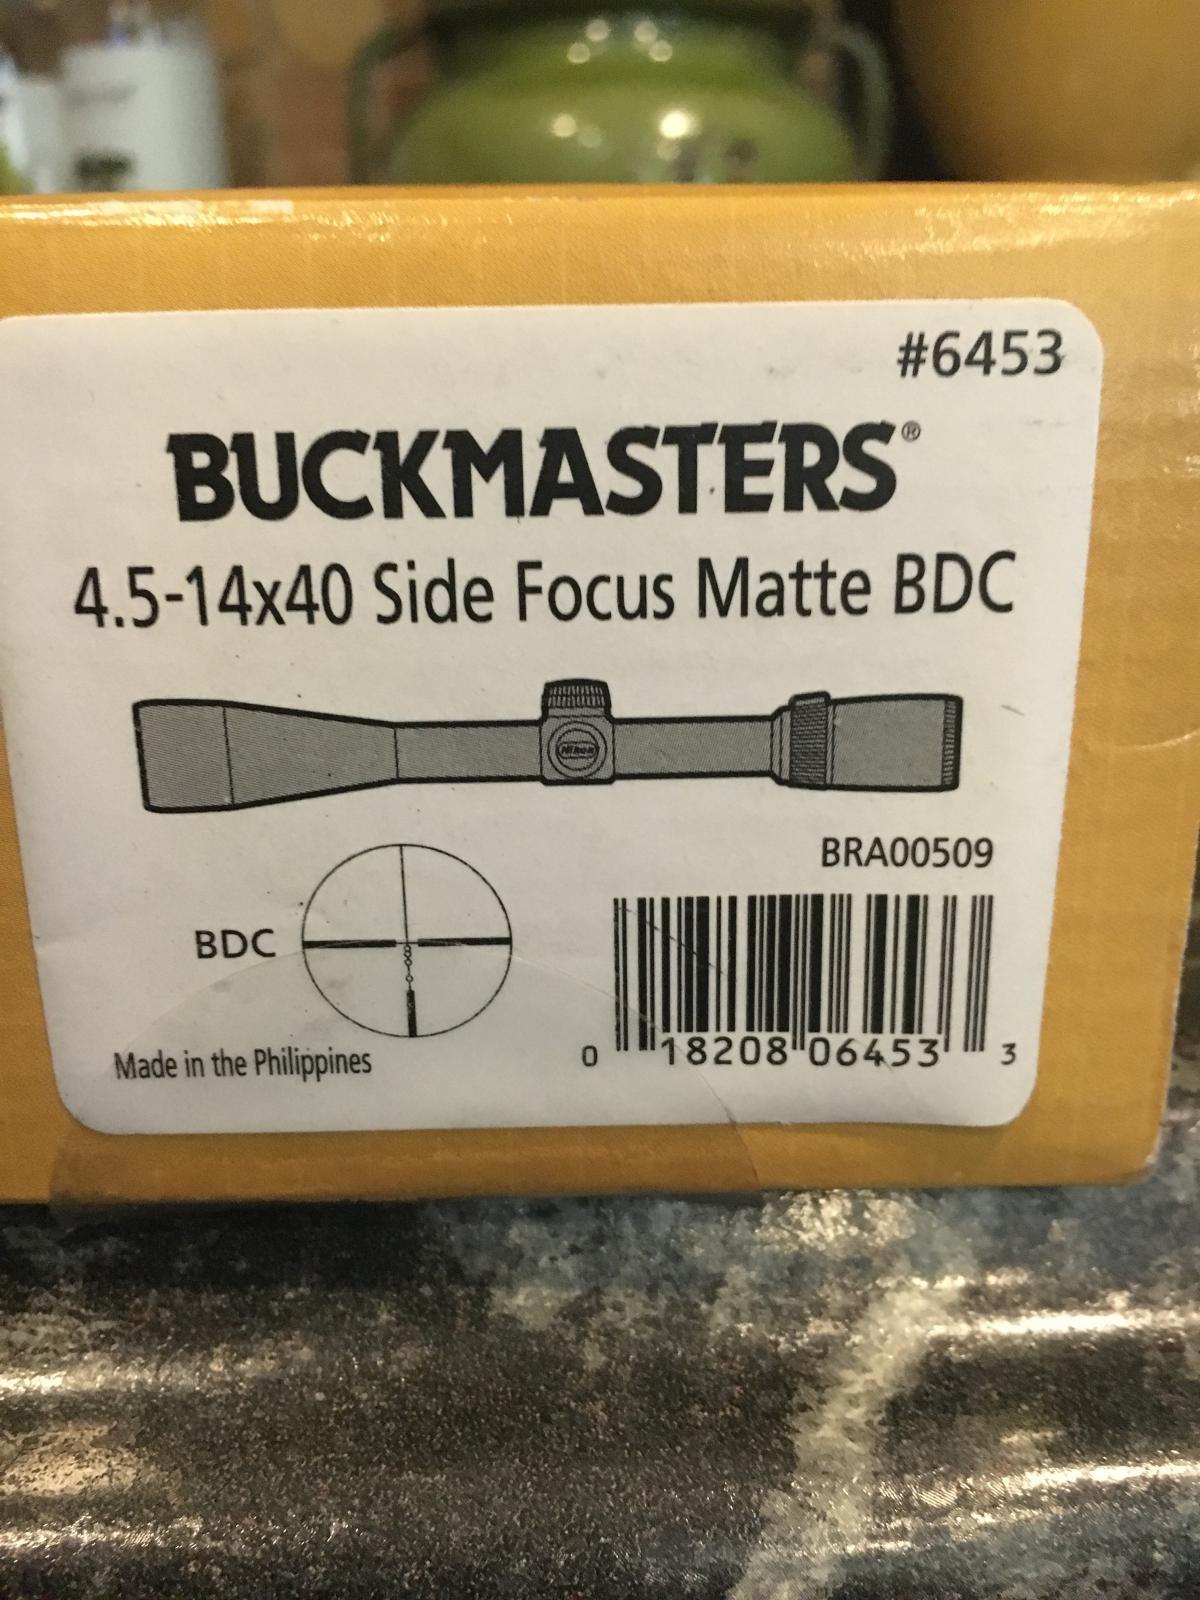 #6453
BUCKMASTERS®
4.5-14x40 Side Focus Matte BDC
Nikon
BRA00509
BDC
Made in the Philippines
0 18208 06453 3